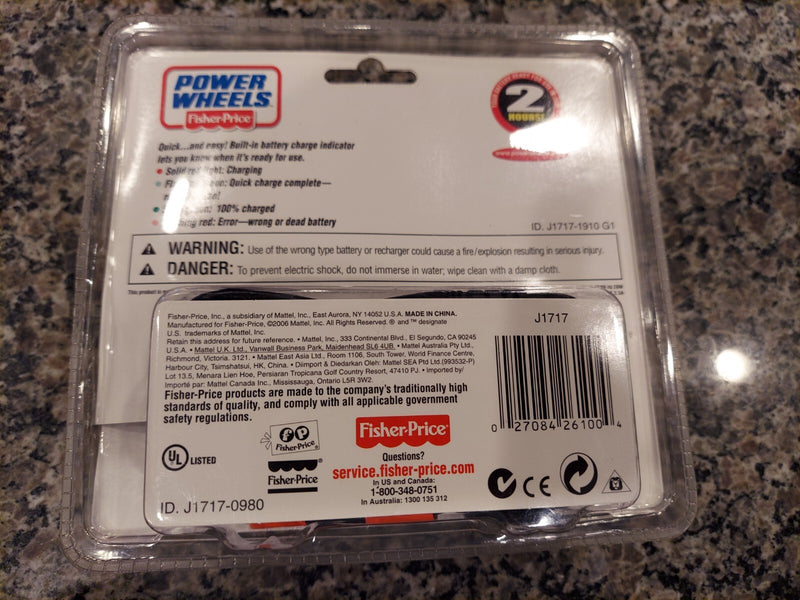 POWER
WHEELS
Fisher-Price
2
HOURS!
Quick...and easy! Built-in battery charge indicator
lets you know when it's ready for use.
• Solid red light: Charging
Quick charge complete—
100% charged
red: Error—wrong or dead battery
ID. J1717-1910 G1
WARNING: Use of the wrong type battery or recharger could cause a fire/explosion resulting in serious injury.
DANGER: To prevent electric shock, do not immerse in water; wipe clean with a damp cloth.
This product is
Fisher-Price, Inc., a subsidiary of Mattel, Inc., East Aurora, NY 14052 U.S.A. MADE IN CHINA.
Manufactured for Fisher-Price, ©2006 Mattel, Inc. All Rights Reserved. ® and ™ designate
U.S. trademarks of Mattel, Inc.
Retain this address for future reference. • Mattel, Inc., 333 Continental Blvd., El Segundo, CA 90245
U.S.A. • Mattel U.K. Ltd., Vanwall Business Park, Maidenhead SL6 4UB. • Mattel Australia Pty Ltd.,
Richmond, Victoria. 3121. • Mattel East Asia Ltd., Room 1106, South Tower, World Finance Centre,
Harbour City, Tsimshatsui, HK, China. • Diimport & Diedarkan Oleh: Mattel SEA Ptd Ltd.(993532-P)
Lot 13.5, Menara Lien Hoe, Persiaran Tropicana Golf Country Resort, 47410 PJ. • Imported by/
Importé par: Mattel Canada Inc., Mississauga, Ontario L5R 3W2.
Fisher-Price products are made to the company's traditionally high
standards of quality, and comply with all applicable government
safety regulations.
J1717
0 27084 26100 4
UL LISTED
fp
Fisher-Price
Fisher-Price
Fisher-Price
Questions?
service.fisher-price.com
In US and Canada:
1-800-348-0751
In Australia: 1300 135 312
CE
ID. J1717-0980